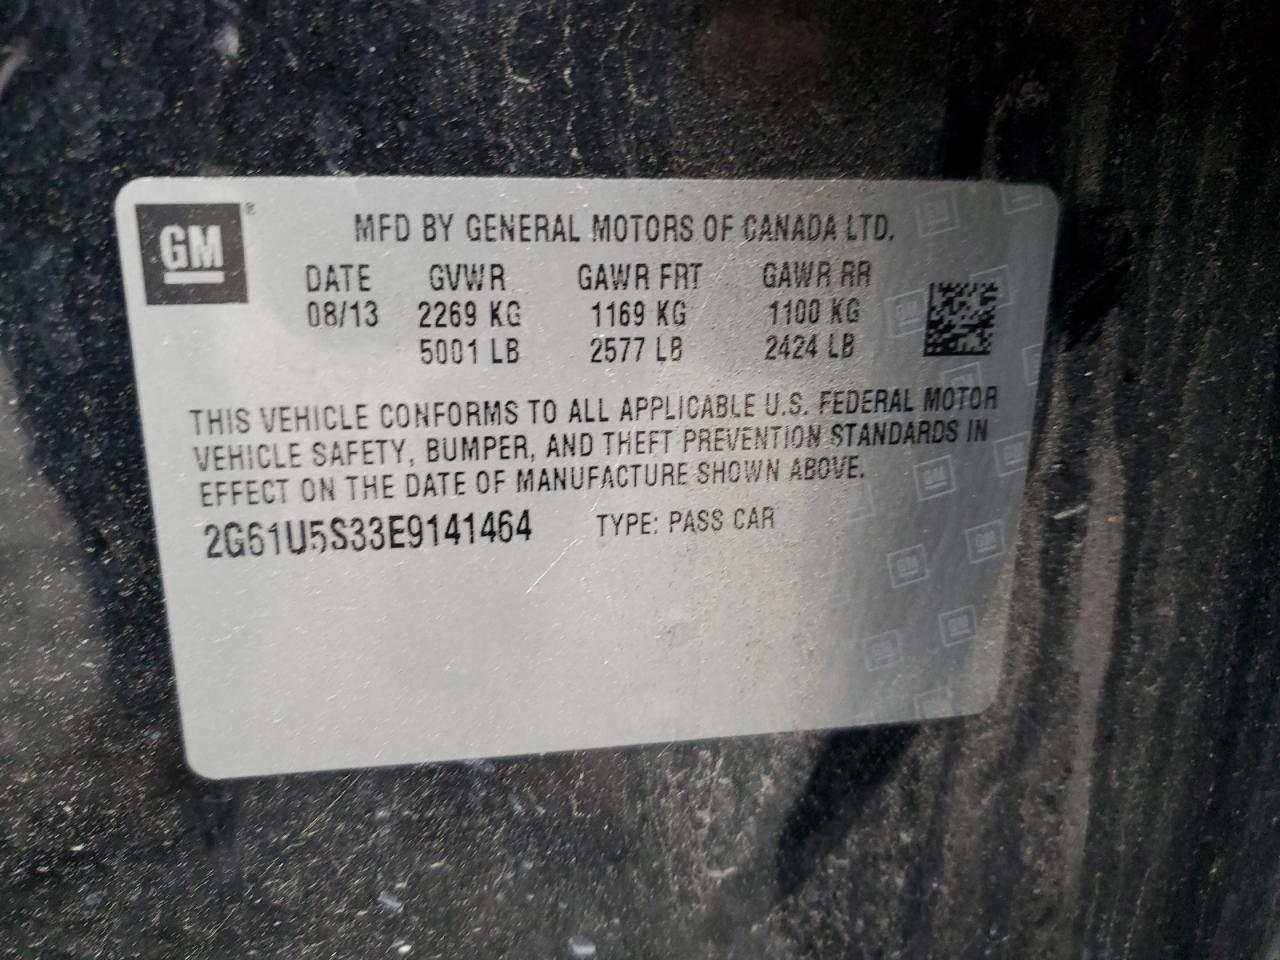 GM ®
MFD BY GENERAL MOTORS OF CANADA LTD.
DATE GVWR GAWR FRT GAWR RR
08/13 2269 KG 1169 KG 1100 KG
5001 LB 2577 LB 2424 LB
THIS VEHICLE CONFORMS TO ALL APPLICABLE U.S. FEDERAL MOTOR
VEHICLE SAFETY, BUMPER, AND THEFT PREVENTION STANDARDS IN
EFFECT ON THE DATE OF MANUFACTURE SHOWN ABOVE.
2G61U5S33E9141464 TYPE: PASS CAR